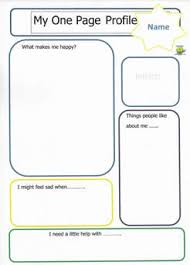 My One Page Profile
Name
What makes me happy?
Things people like
about me ......
I might feel sad when............
I need a little help with ....................